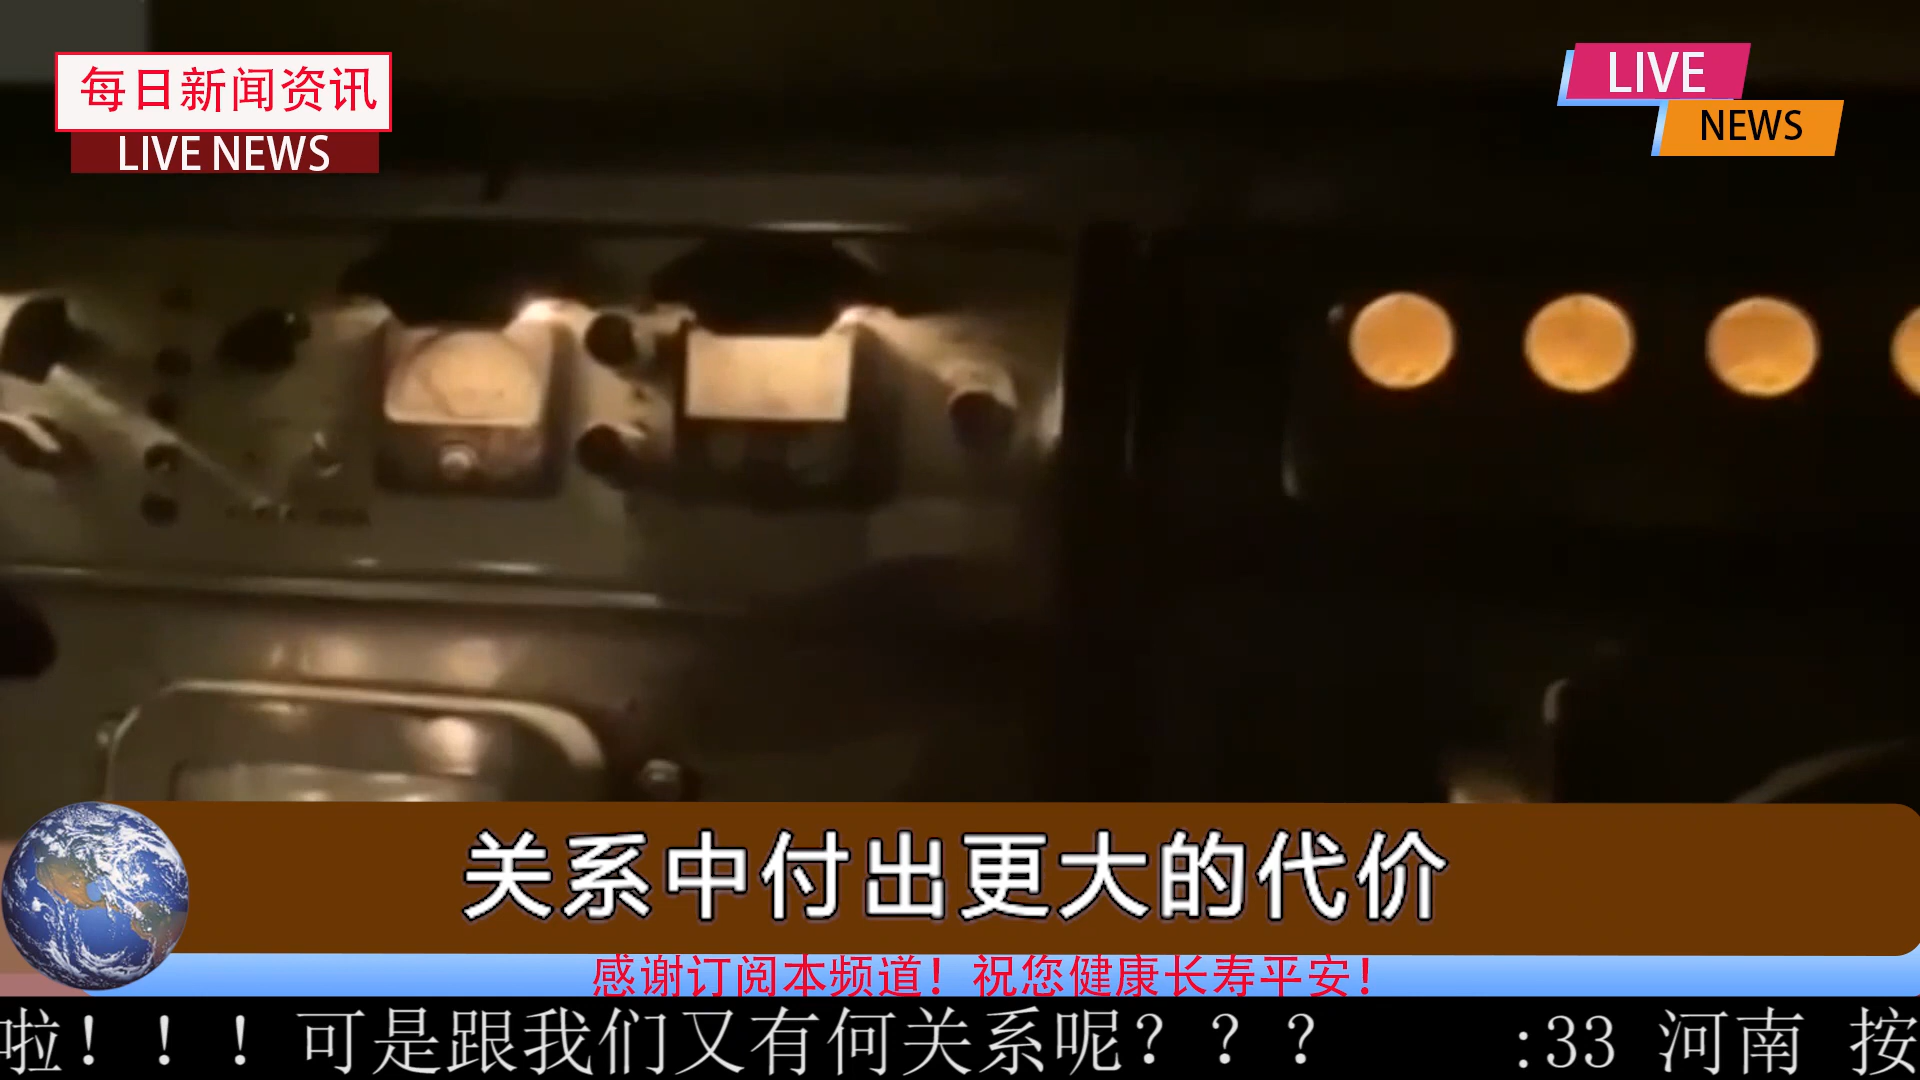 每日新闻资讯
LIVE NEWS
LIVE
NEWS
关系中付出更大的代价
感谢订阅本频道！祝您健康长寿平安！
啦！！！可是跟我们又有何关系呢？？？ :33 河南 按